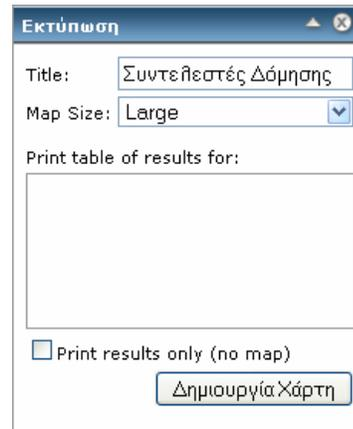 Εκτύπωση
Title: Συντελεστές Δόμησης
Map Size: Large
Print table of results for:
Print results only (no map)
Δημιουργία Χάρτη